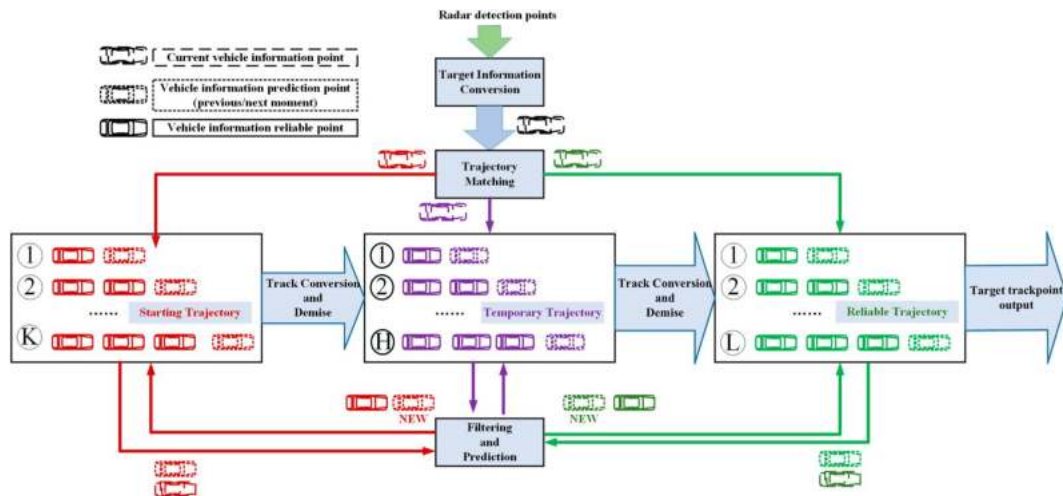 Radar detection points
Current vehicle information point
Vehicle information prediction point
(previous/next moment)
Vehicle information reliable point
Target Information
Conversion
Trajectory
Matching
1
2
......
Starting Trajectory
K
Track Conversion
and
Demise
1
2
......
Temporary Trajectory
H
Track Conversion
and
Demise
1
2
......
Reliable Trajectory
L
Target trackpoint
output
NEW
Filtering
and
Prediction
NEW